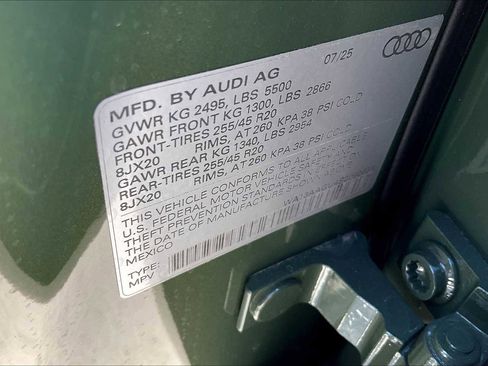 MFD. BY AUDI AG 07/25
GVWR KG 2495, LBS 5500
GAWR FRONT KG 1300, LBS 2866
FRONT-TIRES 255/45 R20
8JX20 RIMS, AT 260 KPA 38 PSI COLD
GAWR REAR KG 1340, LBS 2954
REAR-TIRES 255/45 R20
8JX20 RIMS, AT 260 KPA 38 PSI COLD
THIS VEHICLE CONFORMS TO ALL APPLICABLE
U.S. FEDERAL MOTOR VEHICLE
THEFT PREVENTION STANDARDS
THE DATE OF MANUFACTURE SHOWN
MEXICO
TYPE:
MPV